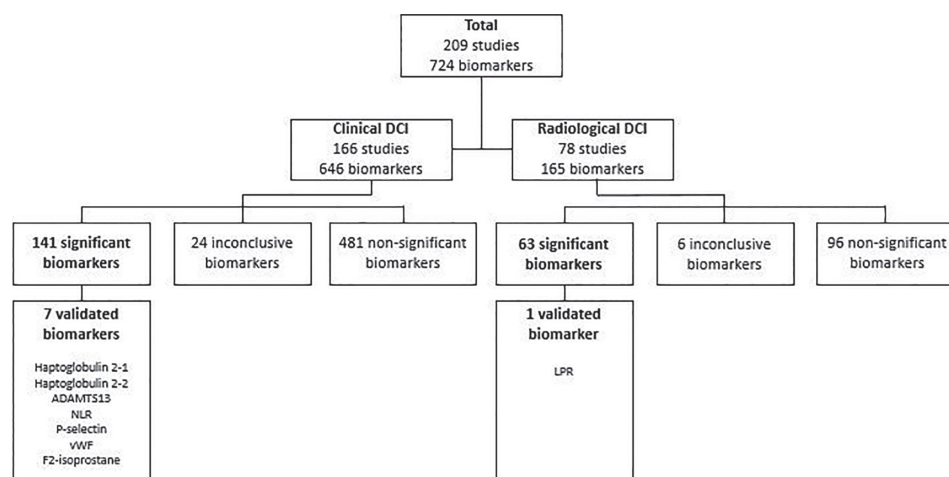 Total
209 studies
724 biomarkers
Clinical DCI
166 studies
646 biomarkers
Radiological DCI
78 studies
165 biomarkers
141 significant
biomarkers
24 inconclusive
biomarkers
481 non-significant
biomarkers
63 significant
biomarkers
6 inconclusive
biomarkers
96 non-significant
biomarkers
7 validated
biomarkers
Haptoglobulin 2-1
Haptoglobulin 2-2
ADAMTS13
NLR
P-selectin
vWF
F2-isoprostane
1 validated
biomarker
LPR